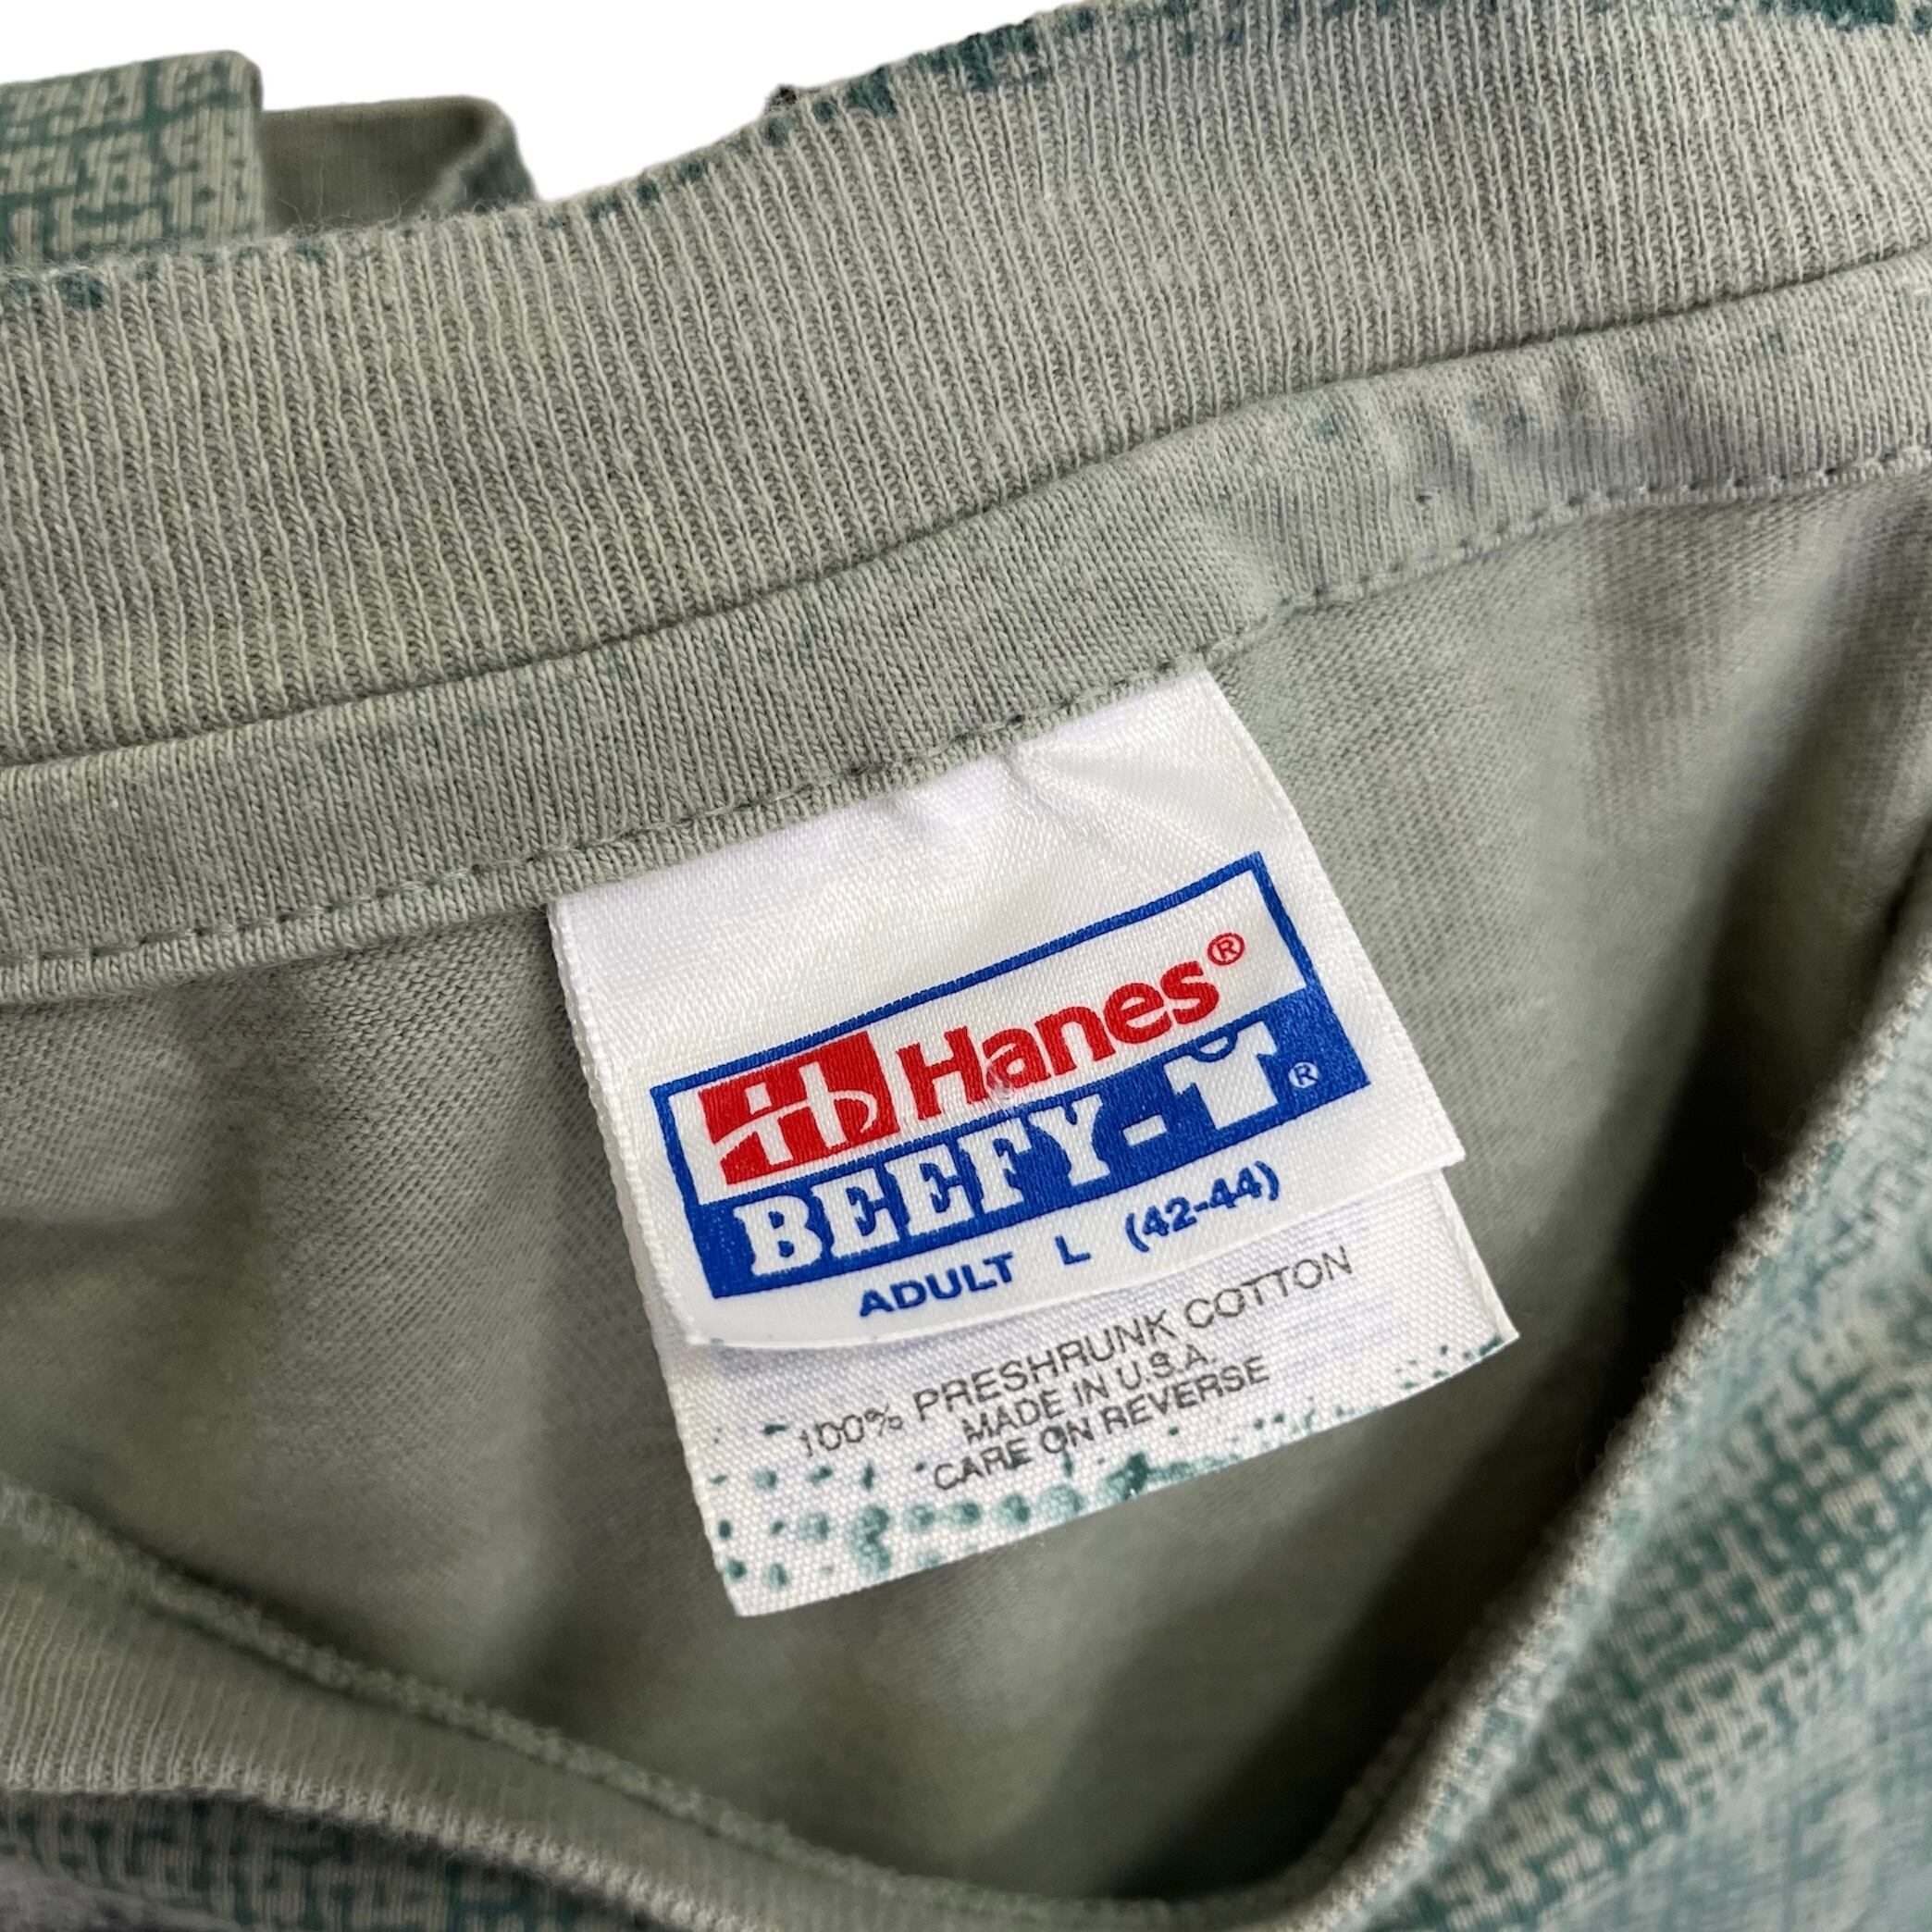 Hanes®
BEEFY-T®
ADULT L (42-44)
100% PRESHRUNK COTTON
MADE IN U.S.A.
CARE ON REVERSE